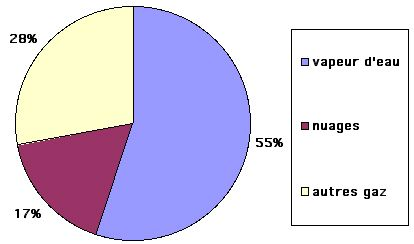 28%
vapeur d'eau
nuages
55%
autres gaz
17%